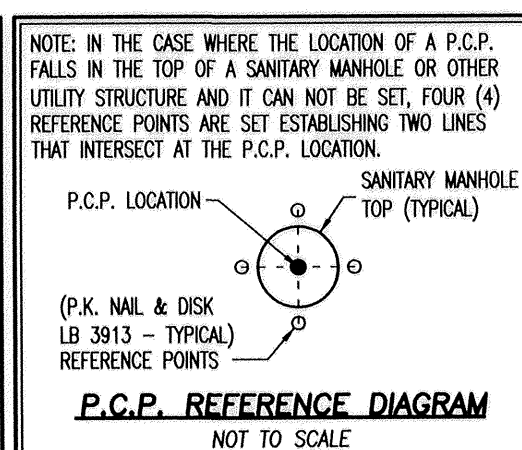 NOTE: IN THE CASE WHERE THE LOCATION OF A P.C.P.
FALLS IN THE TOP OF A SANITARY MANHOLE OR OTHER
UTILITY STRUCTURE AND IT CAN NOT BE SET, FOUR (4)
REFERENCE POINTS ARE SET ESTABLISHING TWO LINES
THAT INTERSECT AT THE P.C.P. LOCATION.
P.C.P. LOCATION
SANITARY MANHOLE
TOP (TYPICAL)
(P.K. NAIL & DISK
LB 3913 – TYPICAL)
REFERENCE POINTS
P.C.P. REFERENCE DIAGRAM
NOT TO SCALE